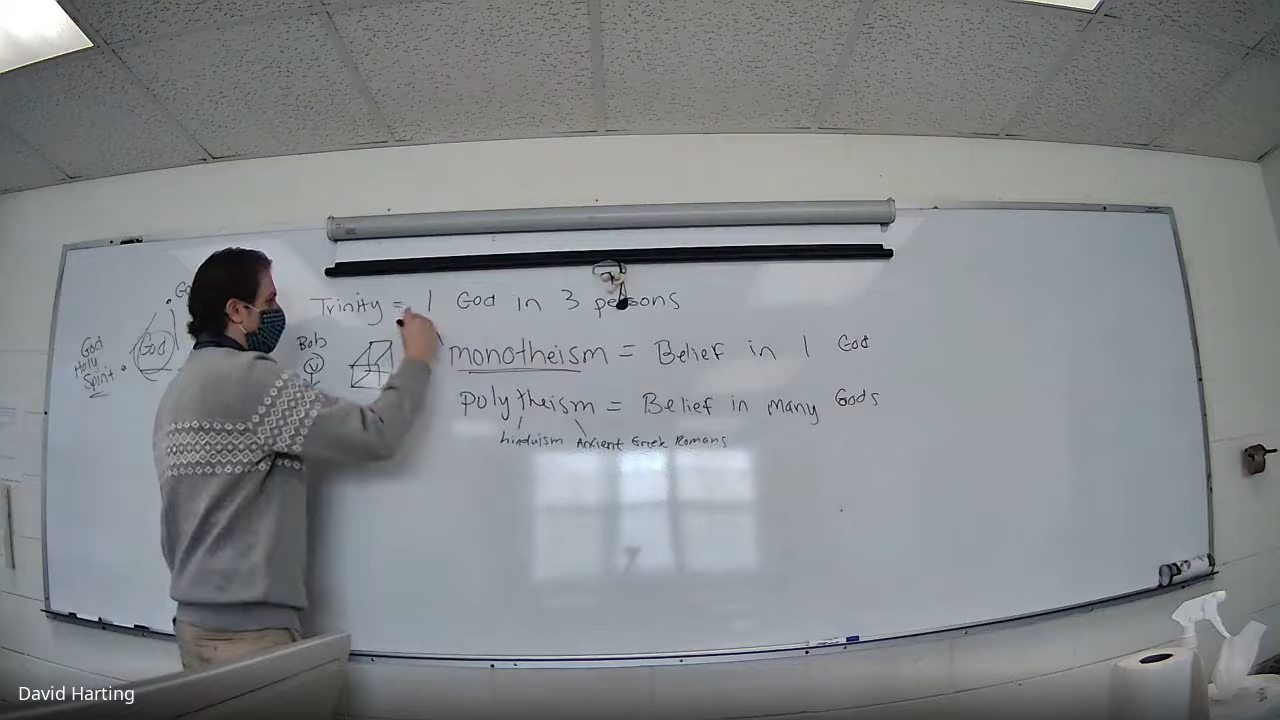 Trinity = 1 God in 3 persons
God
God
Holy
Spirit
Bob
monotheism = Belief in 1 God
polytheism = Belief in many Gods
hinduism Ancient Greek Romans
David Harting